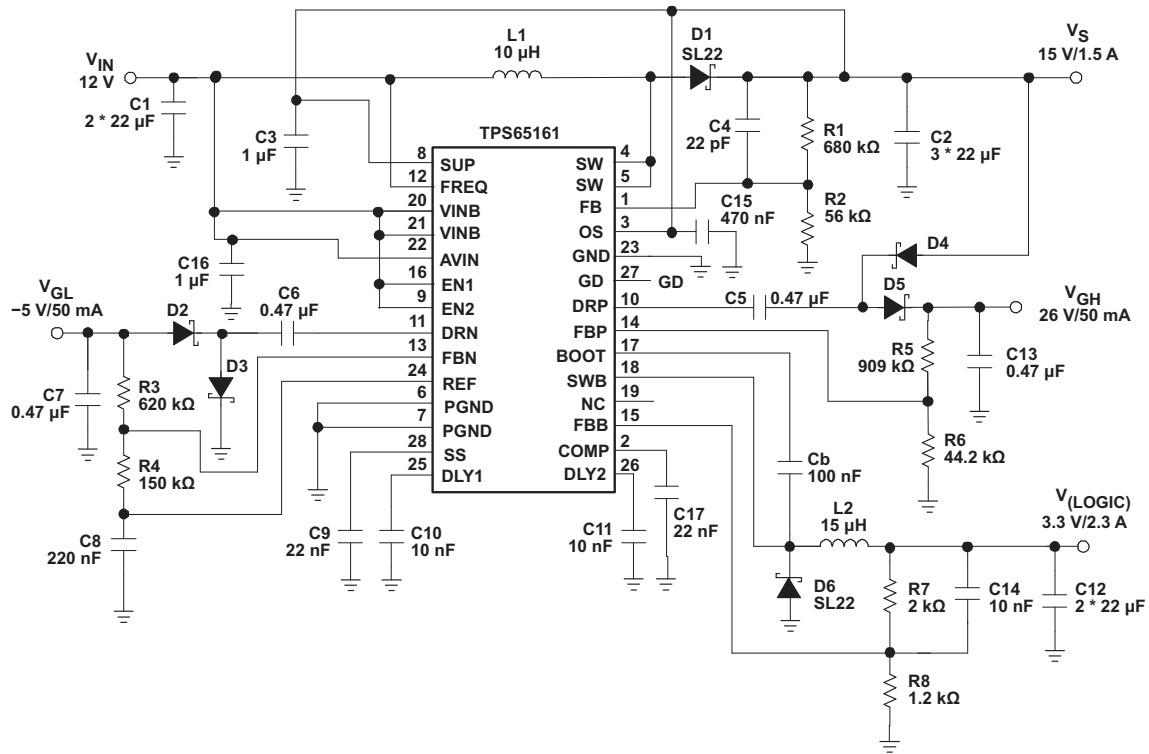 V_IN
12 V
C1
2 * 22 µF
L1
10 µH
D1
SL22
V_S
15 V/1.5 A
C3
1 µF
TPS65161
C4
22 pF
R1
680 kΩ
C2
3 * 22 µF
R2
56 kΩ
C15
470 nF
8 SUP
12 FREQ
20 VINB
21 VINB
22 AVIN
16 EN1
9 EN2
11 DRN
13 FBN
24 REF
6 PGND
7 PGND
28 SS
25 DLY1
SW 4
SW 5
FB 1
OS 3
GND 23
GD 27 GD
DRP 10
FBP 14
BOOT 17
SWB 18
NC 19
FBB 15
COMP 2
DLY2 26
C16
1 µF
V_GL
−5 V/50 mA
D2
C6
0.47 µF
D3
C7
0.47 µF
R3
620 kΩ
R4
150 kΩ
C8
220 nF
C9
22 nF
C10
10 nF
C11
10 nF
C17
22 nF
D4
C5
0.47 µF
D5
V_GH
26 V/50 mA
R5
909 kΩ
C13
0.47 µF
R6
44.2 kΩ
Cb
100 nF
L2
15 µH
V_(LOGIC)
3.3 V/2.3 A
D6
SL22
R7
2 kΩ
C14
10 nF
C12
2 * 22 µF
R8
1.2 kΩ